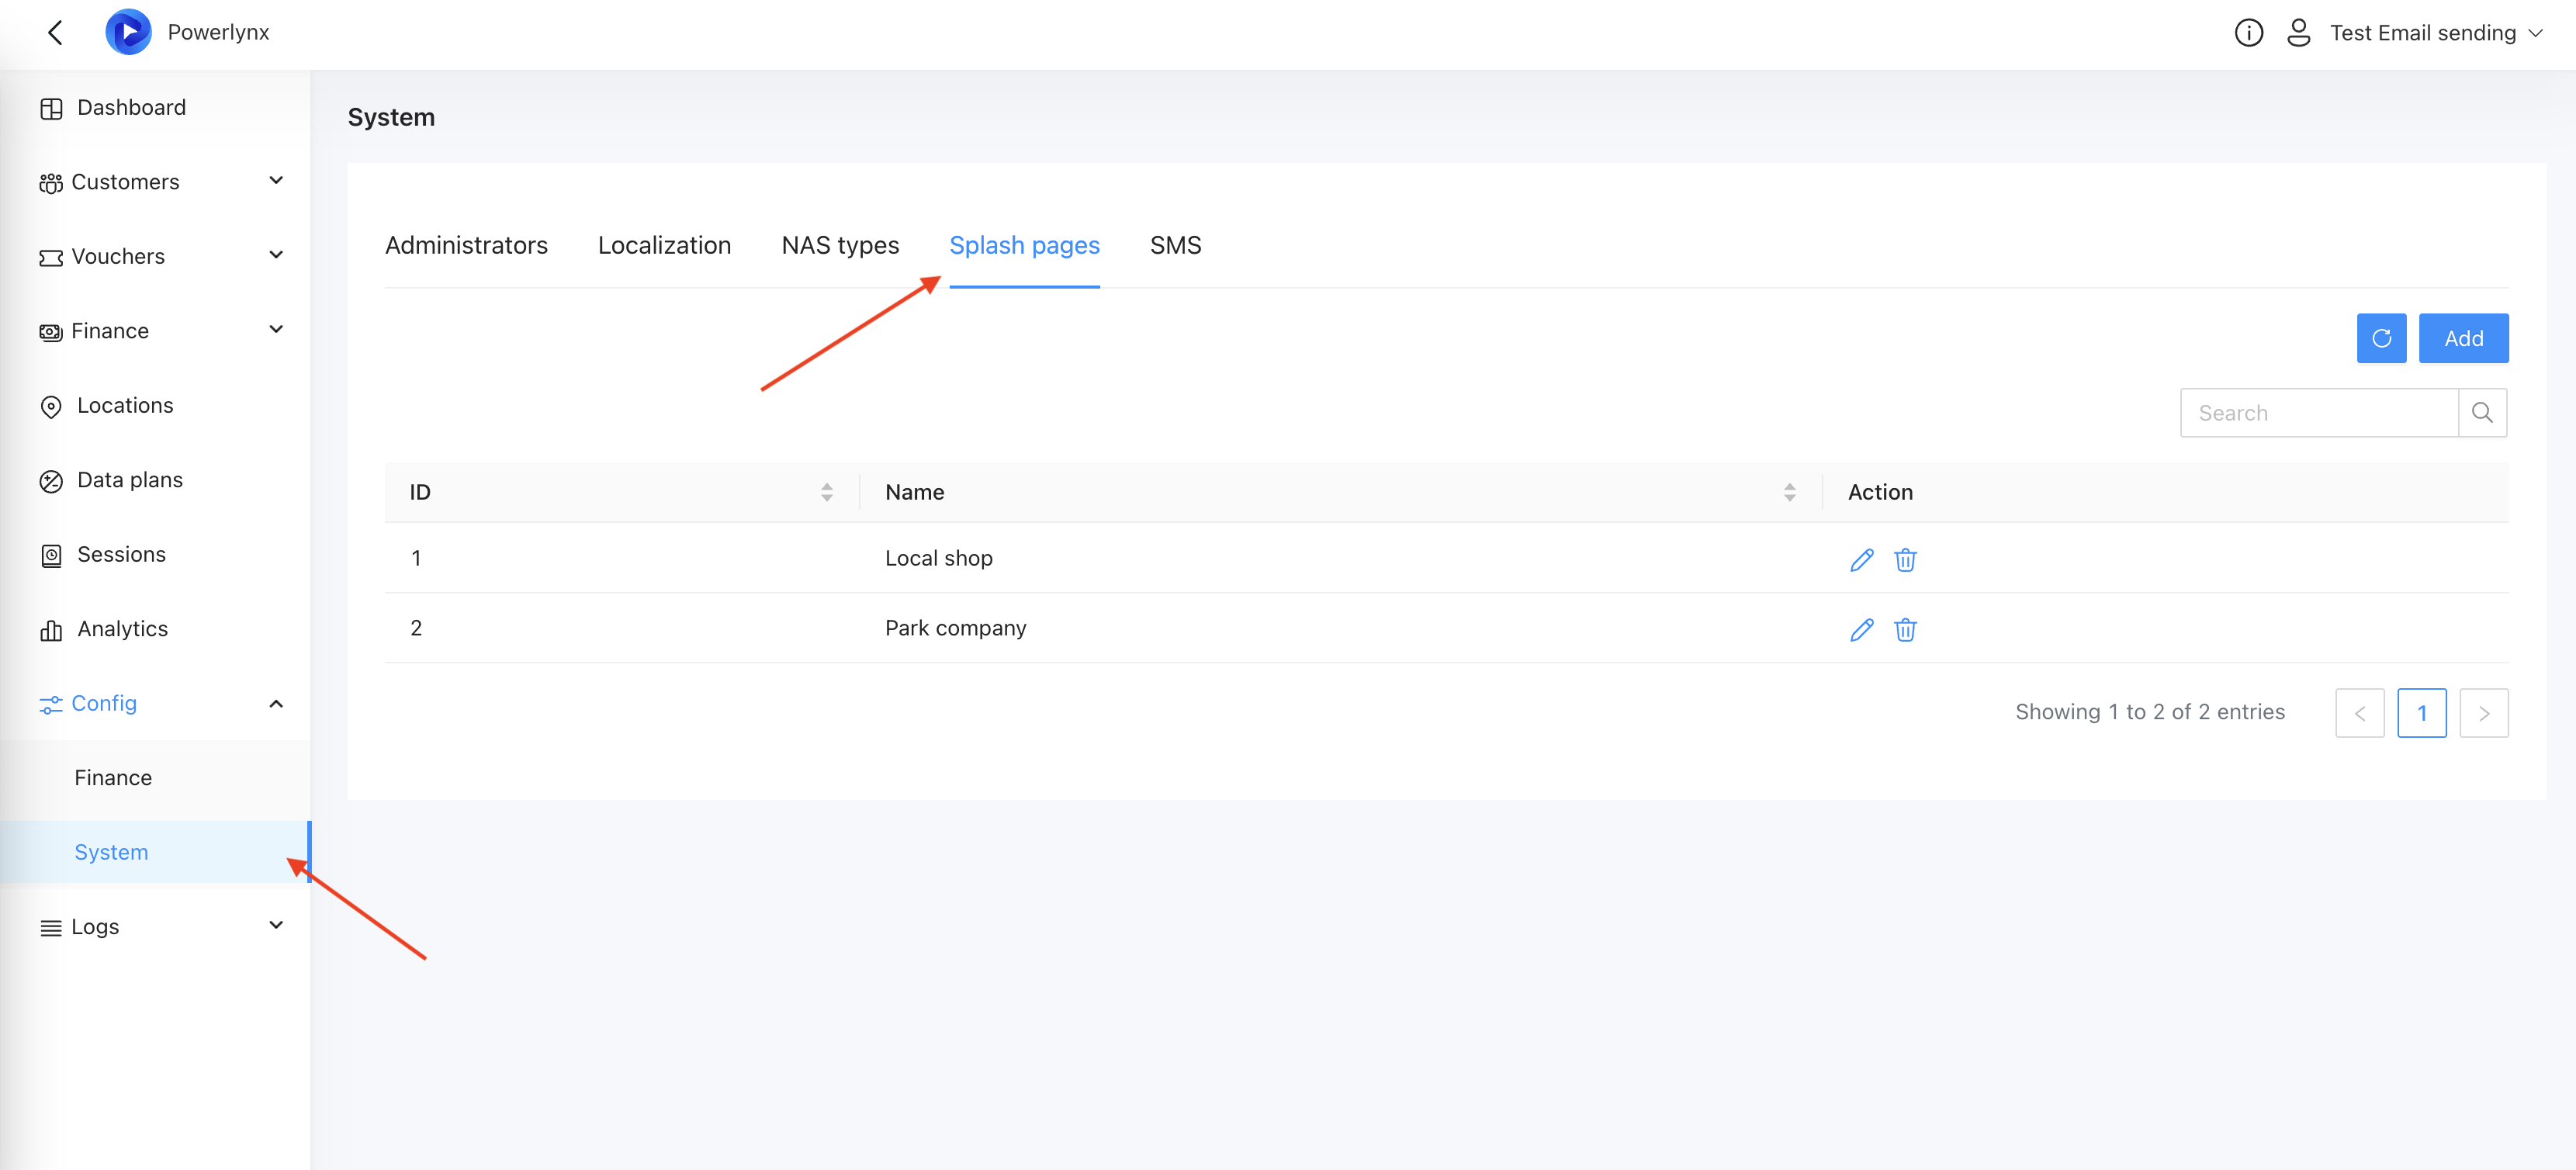 Powerlynx
Test Email sending
Dashboard
Customers
Vouchers
Finance
Locations
Data plans
Sessions
Analytics
Config
Finance
System
Logs
System
Administrators Localization NAS types Splash pages SMS
Add
Search
ID Name Action
1 Local shop
2 Park company
Showing 1 to 2 of 2 entries < 1 >